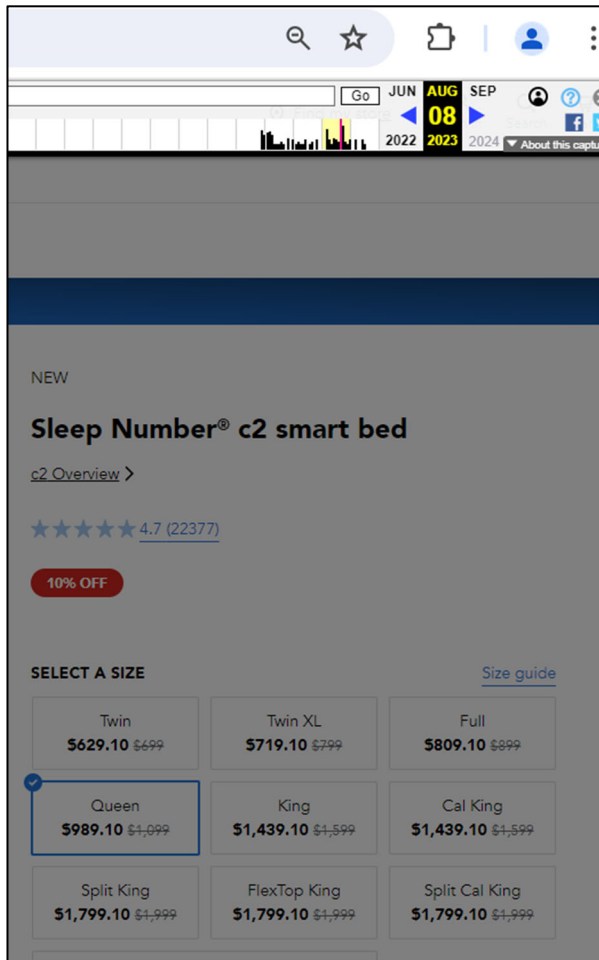 Go
JUN AUG SEP
08
2022 2023 2024
▼ About this captu
NEW
Sleep Number® c2 smart bed
c2 Overview >
4.7 (22377)
10% OFF
SELECT A SIZE Size guide
Twin Twin XL Full
$629.10 $699 $719.10 $799 $809.10 $899
Queen King Cal King
$989.10 $1,099 $1,439.10 $1,599 $1,439.10 $1,599
Split King FlexTop King Split Cal King
$1,799.10 $1,999 $1,799.10 $1,999 $1,799.10 $1,999